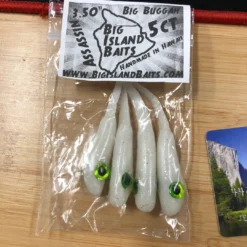 3.50" Big Buggah
Assassin
Big Island Baits
5CT
Handmade in Hawaii
www.BigIslandBaits.com